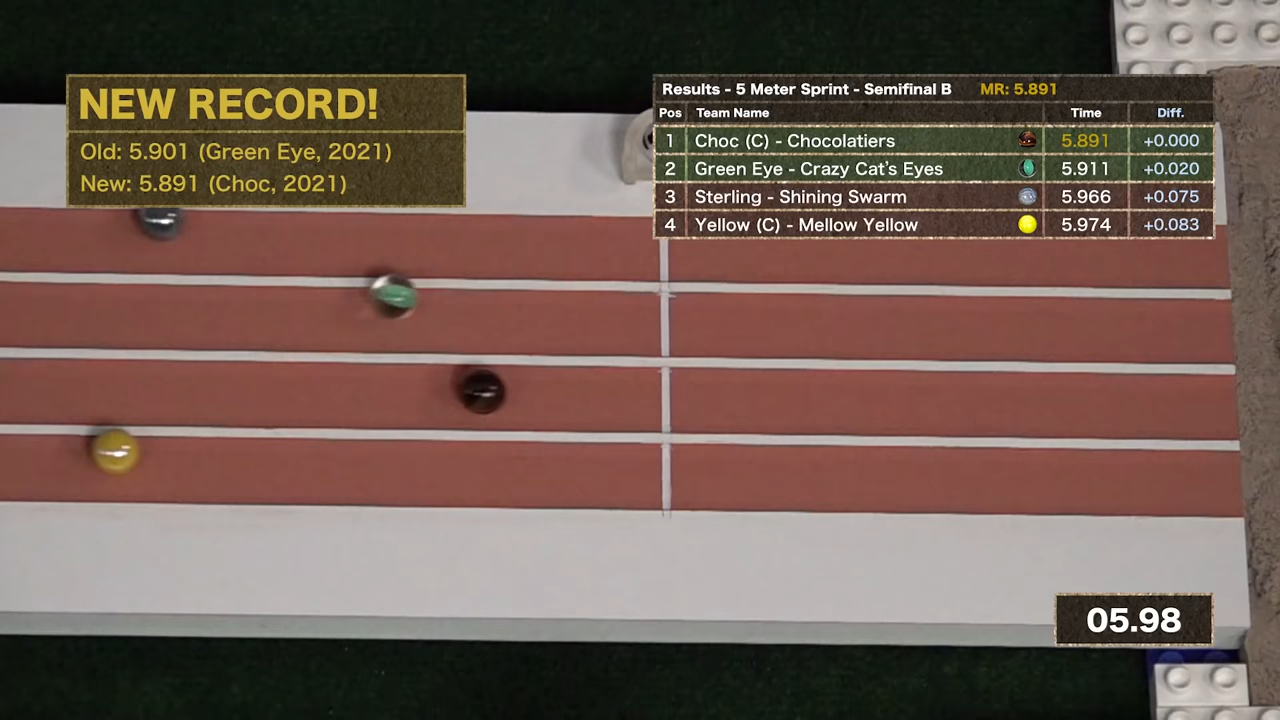 NEW RECORD!
Old: 5.901 (Green Eye, 2021)
New: 5.891 (Choc, 2021)
Results - 5 Meter Sprint - Semifinal B MR: 5.891
Pos Team Name Time Diff.
1 Choc (C) - Chocolatiers 5.891 +0.000
2 Green Eye - Crazy Cat's Eyes 5.911 +0.020
3 Sterling - Shining Swarm 5.966 +0.075
4 Yellow (C) - Mellow Yellow 5.974 +0.083
05.98